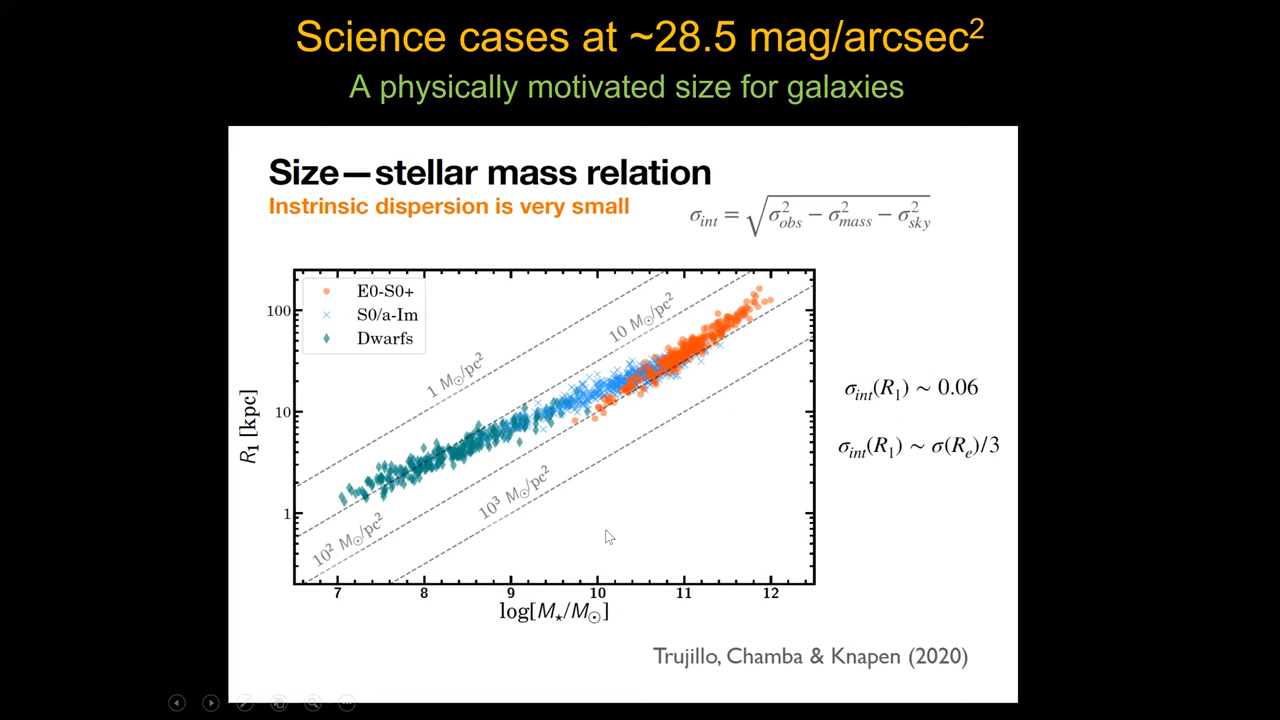 Science cases at ~28.5 mag/arcsec²
A physically motivated size for galaxies
Size—stellar mass relation
Instrinsic dispersion is very small
σ_int = √(σ²_obs − σ²_mass − σ²_sky)
E0-S0+
S0/a-Im
Dwarfs
1 M☉/pc²
10 M☉/pc²
10² M☉/pc²
10³ M☉/pc²
100
10
1
R₁ [kpc]
7 8 9 10 11 12
log[M⋆/M☉]
σ_int(R₁) ~ 0.06
σ_int(R₁) ~ σ(R_e)/3
Trujillo, Chamba & Knapen (2020)